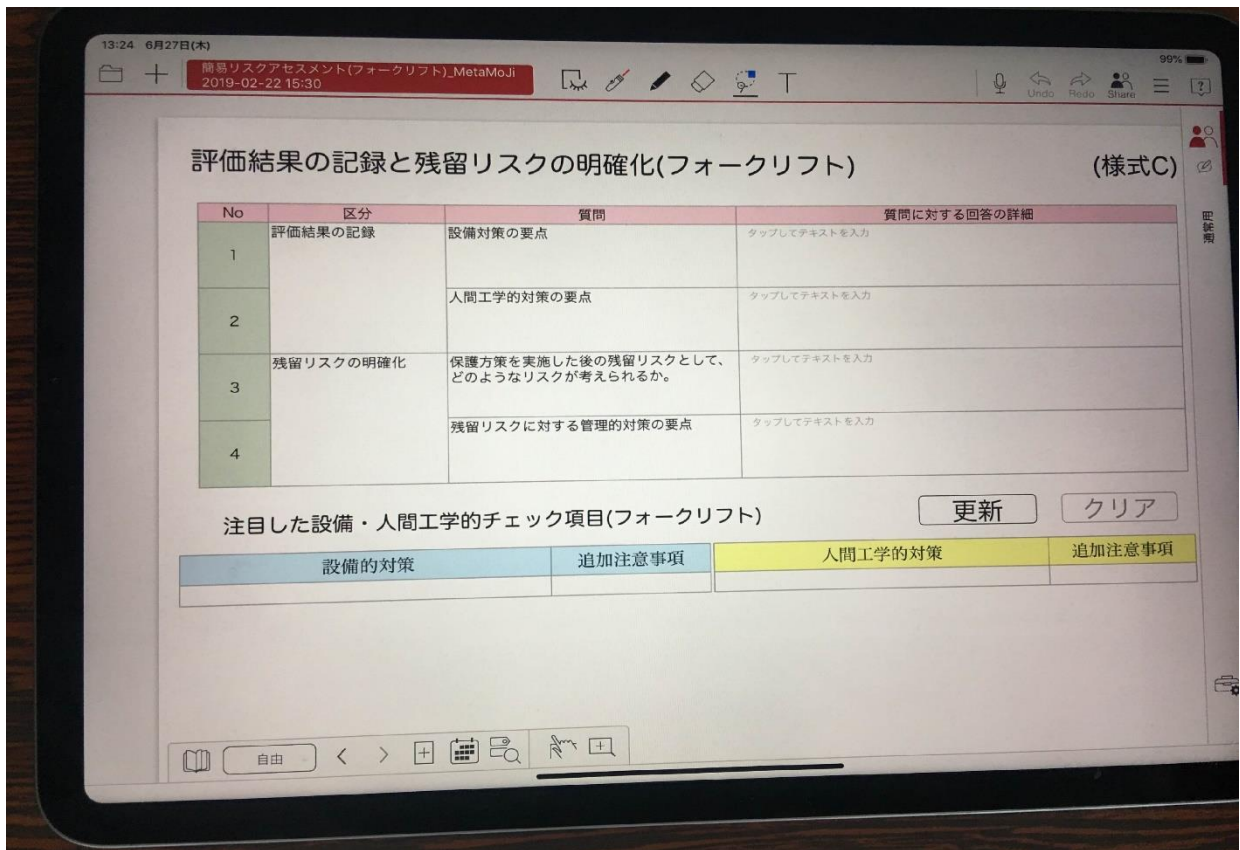 13:24 6月27日(木)
99%
簡易リスクアセスメント(フォークリフト)_MetaMoJi
2019-02-22 15:30
T
Undo
Redo
Share
?
評価結果の記録と残留リスクの明確化(フォークリフト)
(様式C)
通常用
No 区分 質問 質問に対する回答の詳細
1 評価結果の記録 設備対策の要点 タップしてテキストを入力
2 人間工学的対策の要点 タップしてテキストを入力
3 残留リスクの明確化 保護方策を実施した後の残留リスクとして、 タップしてテキストを入力
どのようなリスクが考えられるか。
4 残留リスクに対する管理的対策の要点 タップしてテキストを入力
注目した設備・人間工学的チェック項目(フォークリフト)
更新
クリア
設備的対策 追加注意事項 人間工学的対策 追加注意事項
自由